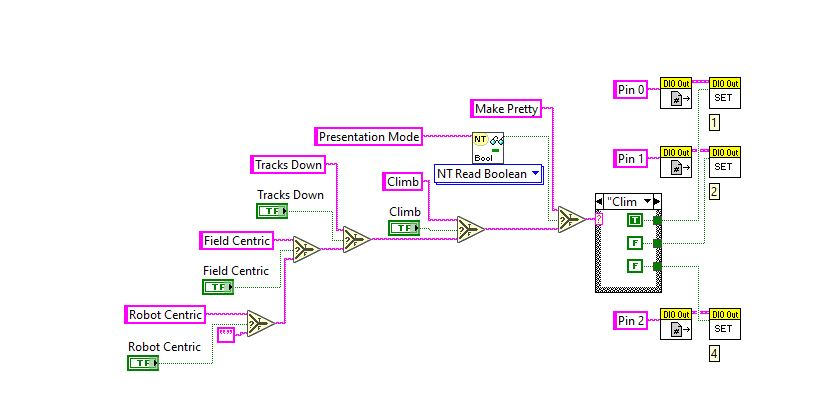 DIO Out
DIO Out
Pin 0
#
SET
Make Pretty
1
Presentation Mode
NT
Bool
DIO Out
DIO Out
Pin 1
#
SET
Tracks Down
NT Read Boolean
Climb
2
Tracks Down
TF
"Clim
Climb
TF
?
T
F
?
T
F
?
T
F
?
T
Field Centric
?
T
F
?
T
F
F
Field Centric
TF
F
Robot Centric
?
T
F
DIO Out
DIO Out
Pin 2
#
SET
""
Robot Centric
TF
4